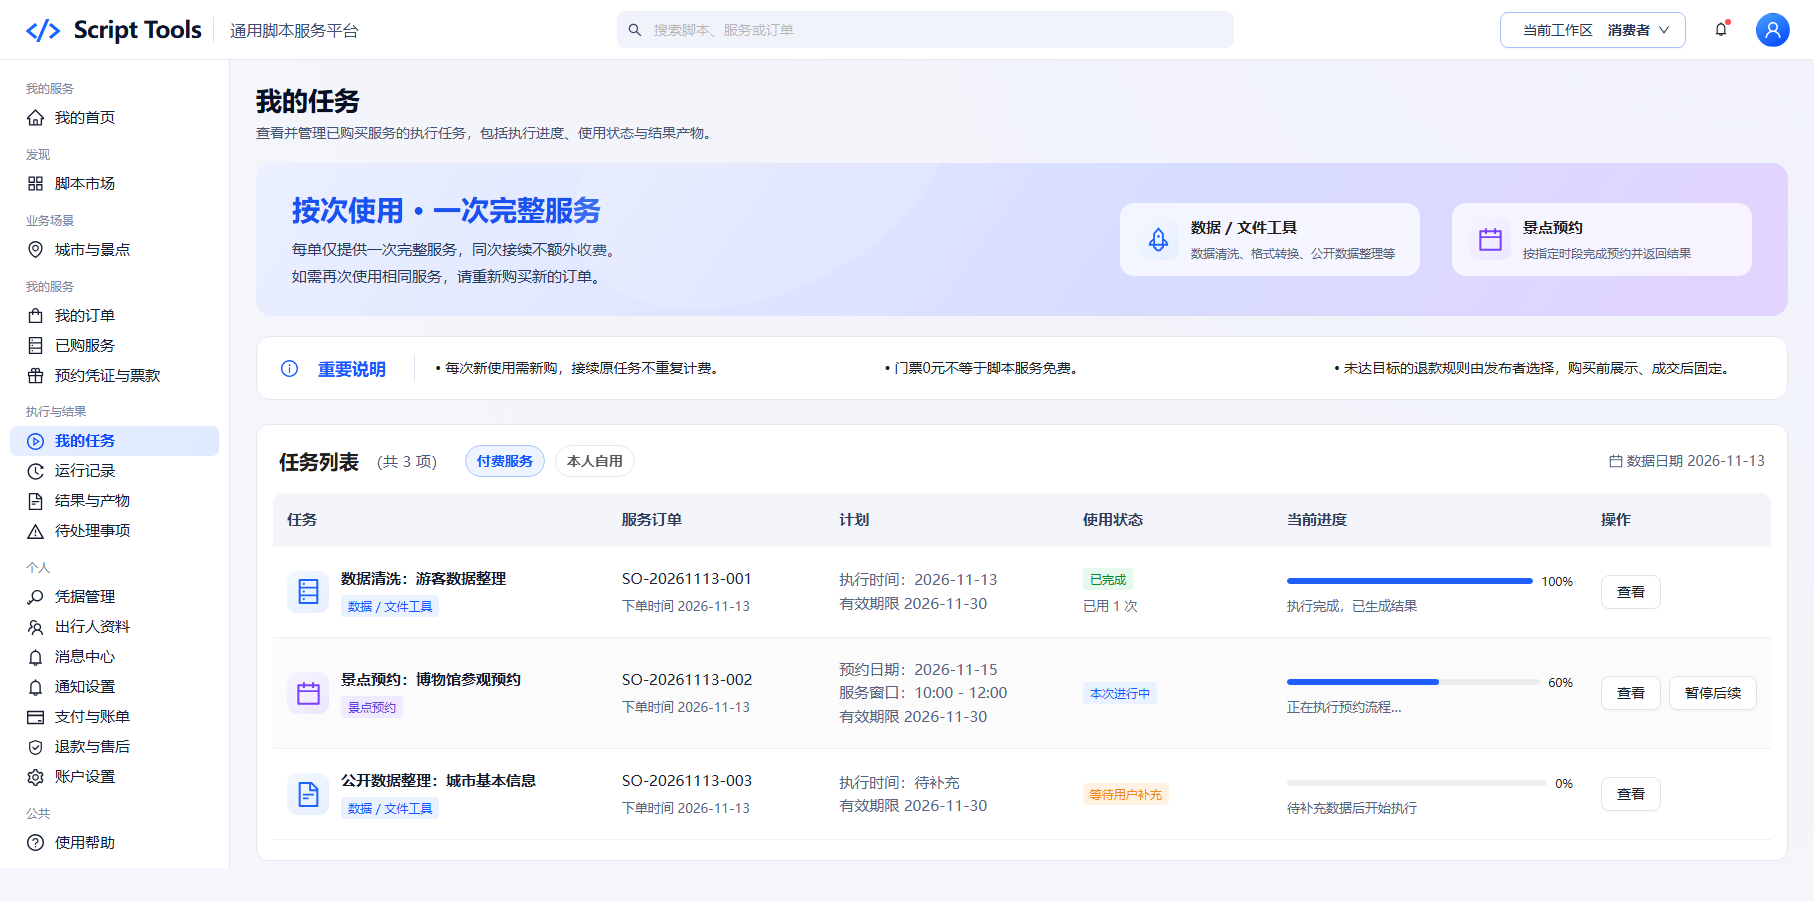 Script Tools
通用脚本服务平台
搜索脚本、服务或订单
当前工作区 消费者
我的服务
我的首页
发现
脚本市场
业务场景
城市与景点
我的服务
我的订单
已购服务
预约凭证与票款
执行与结果
我的任务
运行记录
结果与产物
待处理事项
个人
凭据管理
出行人资料
消息中心
通知设置
支付与账单
退款与售后
账户设置
公共
使用帮助
我的任务
查看并管理已购买服务的执行任务，包括执行进度、使用状态与结果产物。
按次使用 • 一次完整服务
每单仅提供一次完整服务，同次接续不额外收费。
如需再次使用相同服务，请重新购买新的订单。
数据 / 文件工具
数据清洗、格式转换、公开数据整理等
景点预约
按指定时段完成预约并返回结果
重要说明
• 每次新使用需新购，接续原任务不重复计费。
• 门票0元不等于脚本服务免费。
• 未达目标的退款规则由发布者选择，购买前展示、成交后固定。
任务列表 (共 3 项) 付费服务 本人自用
数据日期 2026-11-13
任务 服务订单 计划 使用状态 当前进度 操作
数据清洗：游客数据整理
数据 / 文件工具
SO-20261113-001
下单时间 2026-11-13
执行时间：2026-11-13
有效期限 2026-11-30
已完成
已用 1 次
100%
执行完成，已生成结果
查看
景点预约：博物馆参观预约
景点预约
SO-20261113-002
下单时间 2026-11-13
预约日期：2026-11-15
服务窗口：10:00 - 12:00
有效期限 2026-11-30
本次进行中
60%
正在执行预约流程...
查看 暂停后续
公开数据整理：城市基本信息
数据 / 文件工具
SO-20261113-003
下单时间 2026-11-13
执行时间：待补充
有效期限 2026-11-30
等待用户补充
0%
待补充数据后开始执行
查看